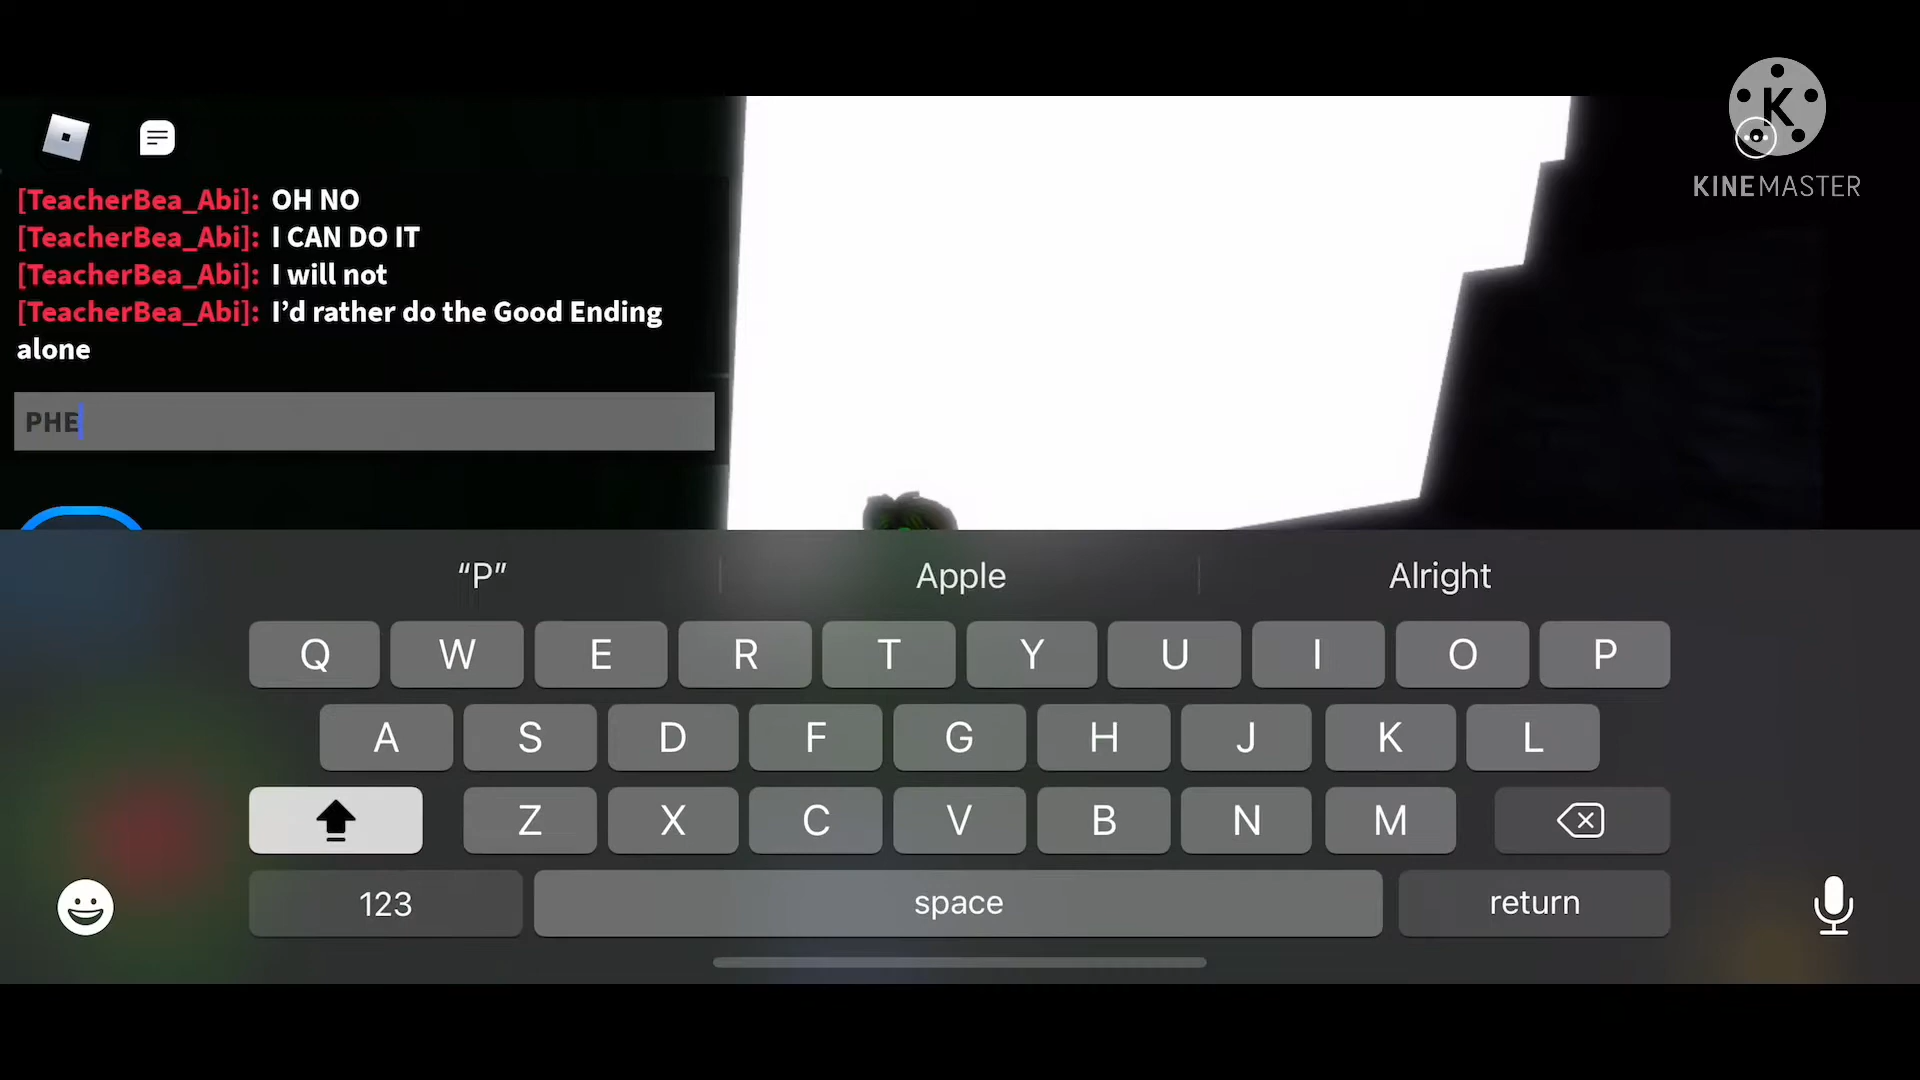 K
KINEMASTER
[TeacherBea_Abi]: OH NO
[TeacherBea_Abi]: I CAN DO IT
[TeacherBea_Abi]: I will not
[TeacherBea_Abi]: I’d rather do the Good Ending
alone
PHE
“P” Apple Alright
Q W E R T Y U I O P
A S D F G H J K L
Z X C V B N M
123 space return